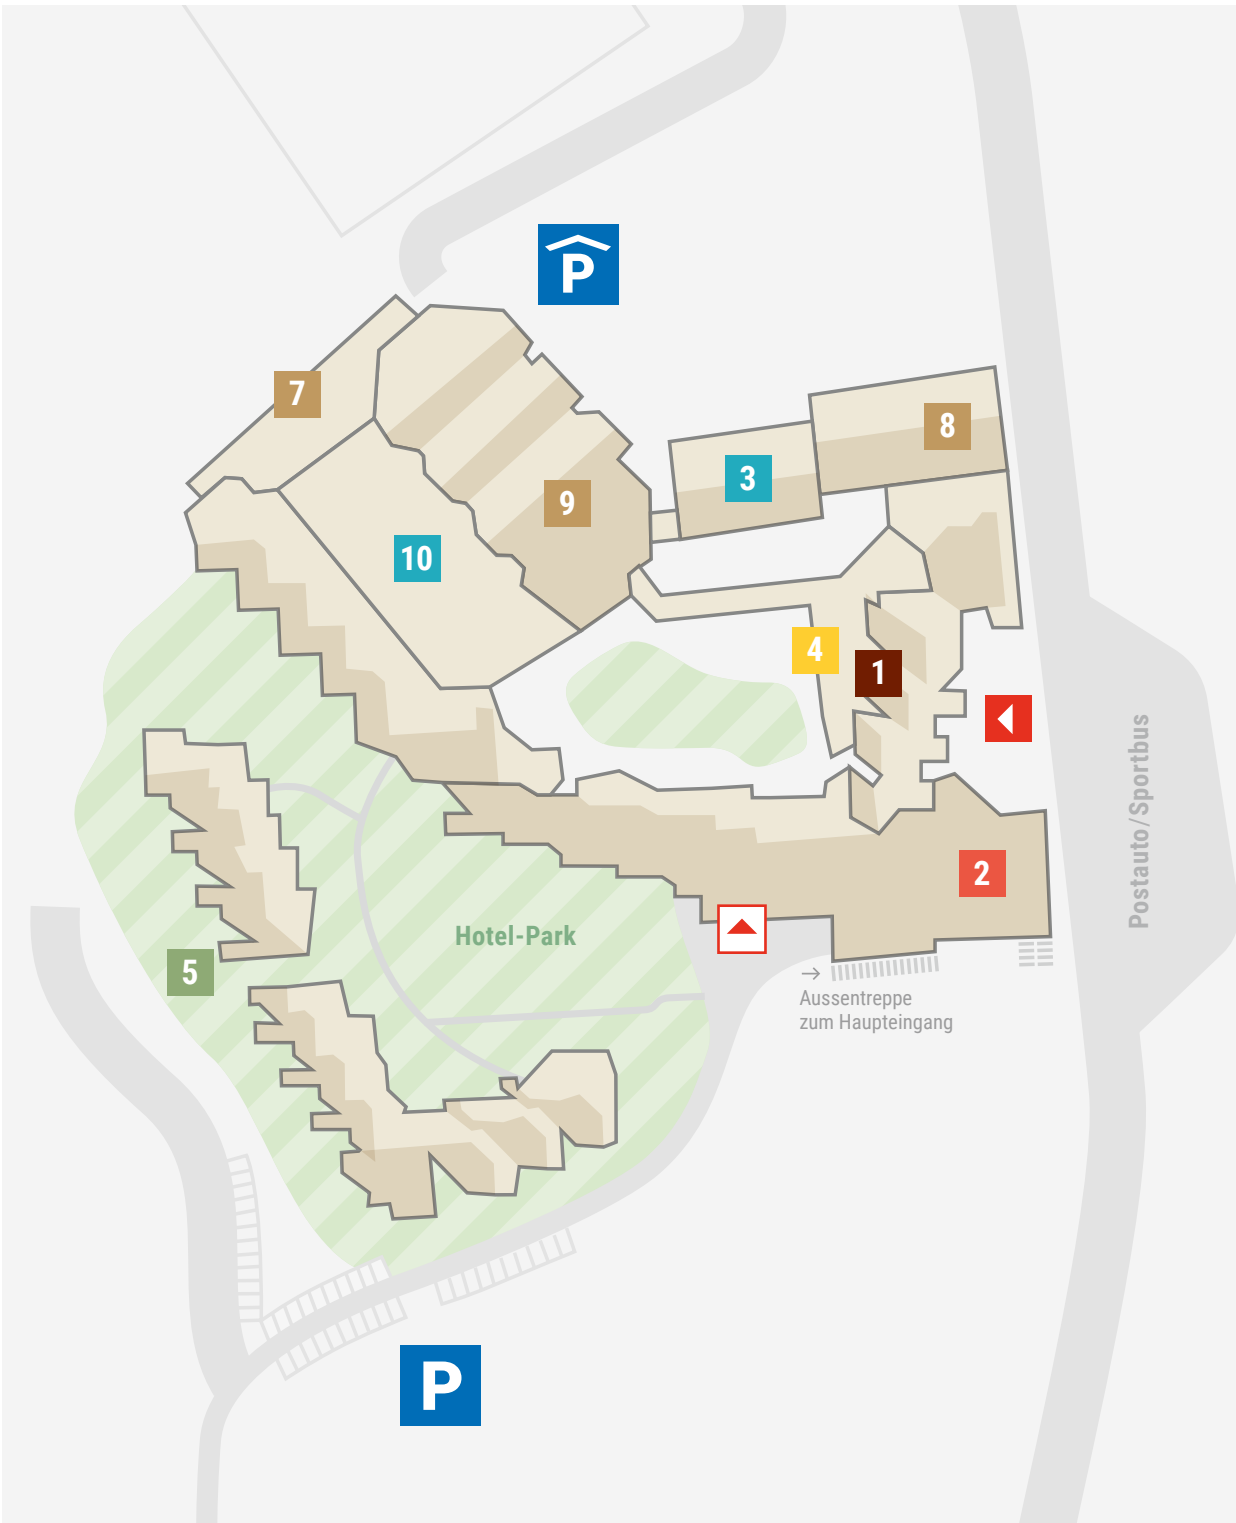 P
7
8
3
9
10
4
1
2
Hotel-Park
5
→
Aussentreppe
zum Haupteingang
Postauto/Sportbus
P